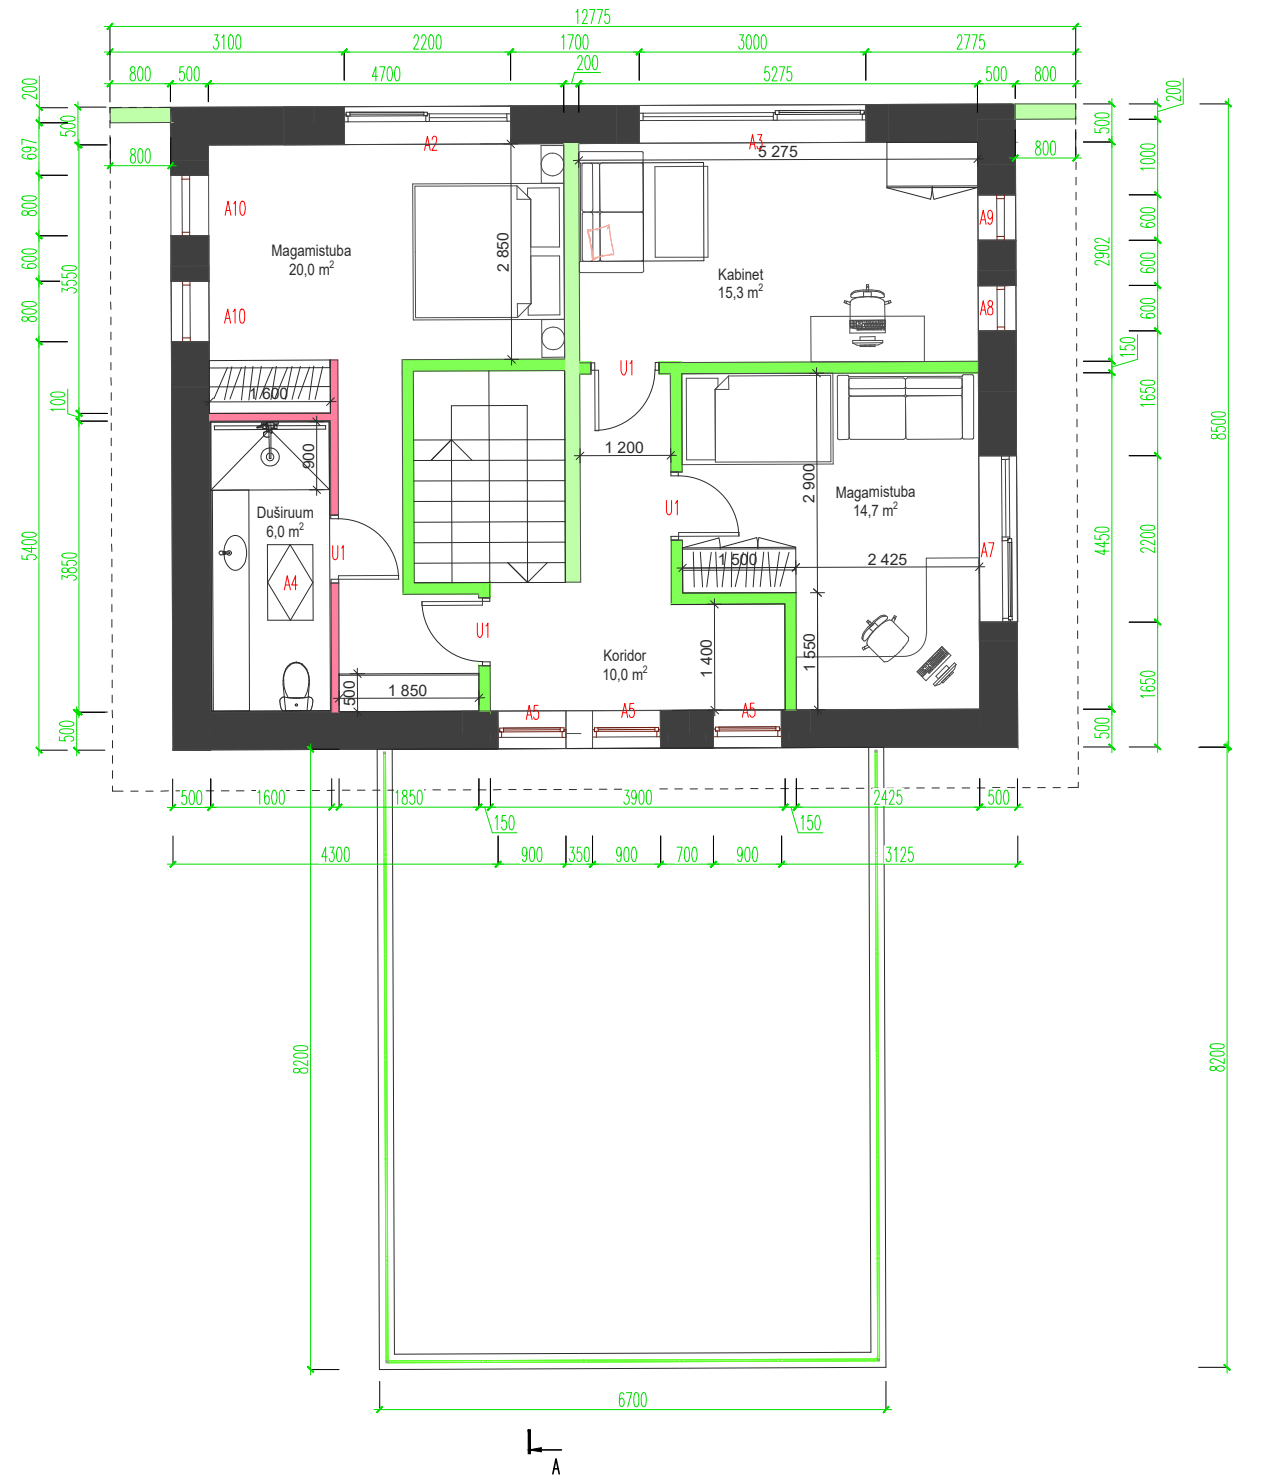 12775
3100 2200 1700 3000 2775
800 500 4700 200 5275 500 800
200 500 697 800 600 800 5400
3550 100 3850 500
800 800
A2 A3
5 275
A10
A10
Magamistuba
20,0 m²
2 850
Kabinet
15,3 m²
A9
A8
U1
1 600
900
1 200
Duširuum
6,0 m²
U1
A4
U1
2 900
Magamistuba
14,7 m²
A7
1 500 2 425
U1
Koridor
10,0 m²
1 400
1 550
500
1 850
A5 A5 A5
200 500 1000 600 600 600 150 1650 2200 1650
2902 4450 500
8500
500 1600 1850 3900 2425 500
150 150
4300 900 350 900 700 900 3125
8200 8200
6700
A